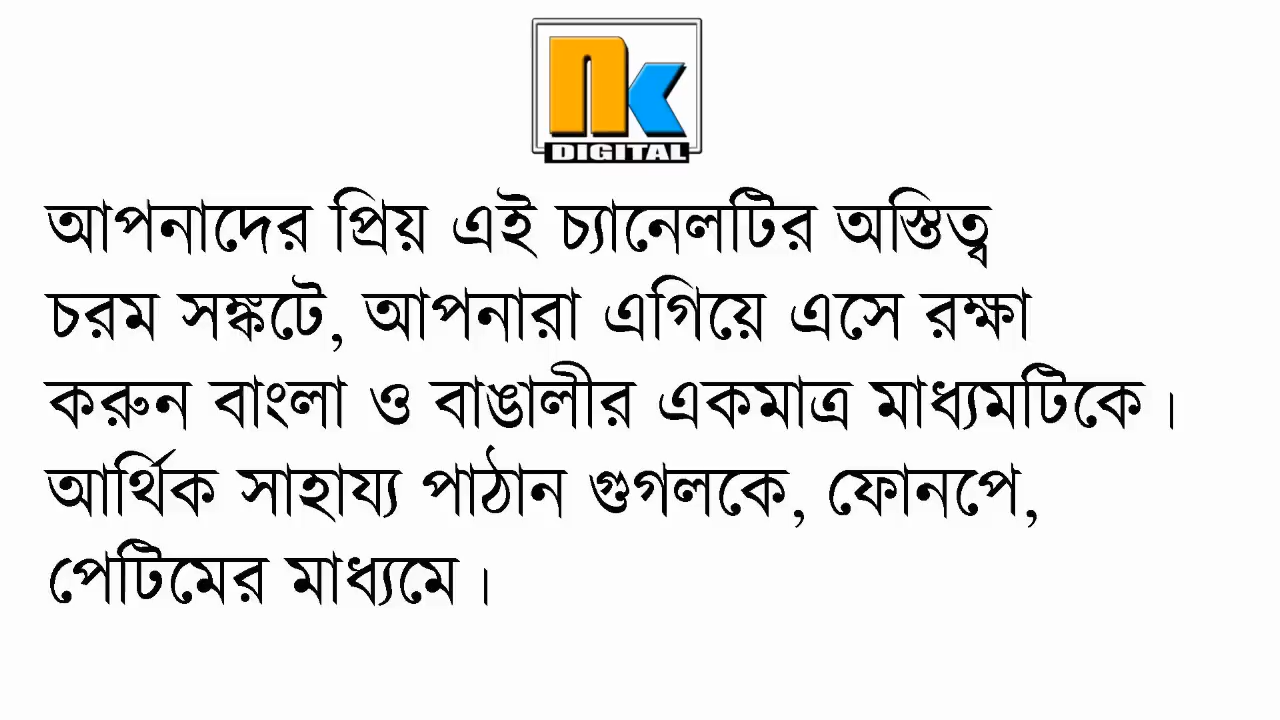 nK
DIGITAL
আপনাদের প্রিয় এই চ্যানেলটির অস্তিত্ব
চরম সঙ্কটে, আপনারা এগিয়ে এসে রক্ষা
করুন বাংলা ও বাঙালীর একমাত্র মাধ্যমটিকে।
আর্থিক সাহায্য পাঠান গুগলকে, ফোনপে,
পেটিমের মাধ্যমে।